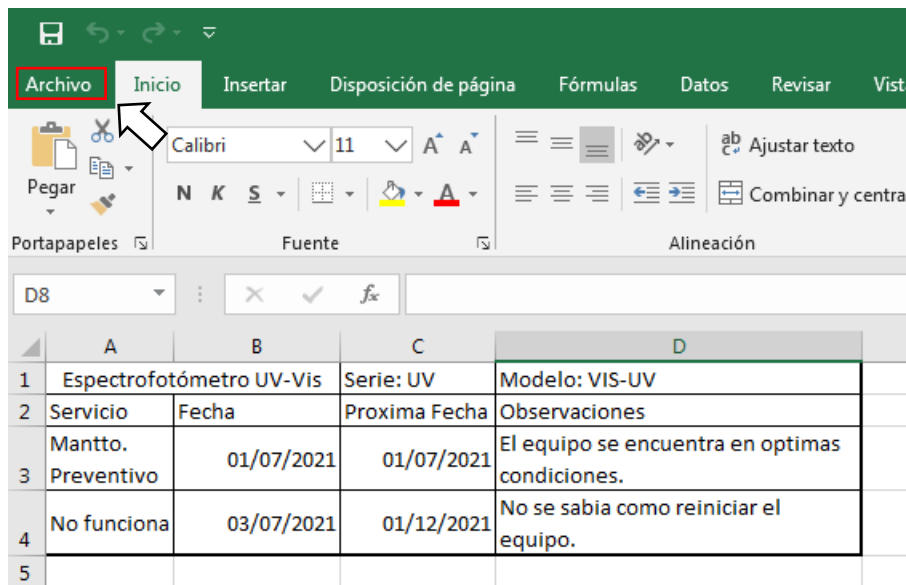 Archivo Inicio Insertar Disposición de página Fórmulas Datos Revisar Vist
Pegar Calibri 11 A A ab Ajustar texto
N K S A Combinar y centra
Portapapeles Fuente Alineación
D8 fx
A B C D
1 Espectrofotómetro UV-Vis Serie: UV Modelo: VIS-UV
2 Servicio Fecha Proxima Fecha Observaciones
3 Mantto. Preventivo 01/07/2021 01/07/2021 El equipo se encuentra en optimas
condiciones.
4 No funciona 03/07/2021 01/12/2021 No se sabia como reiniciar el
equipo.
5